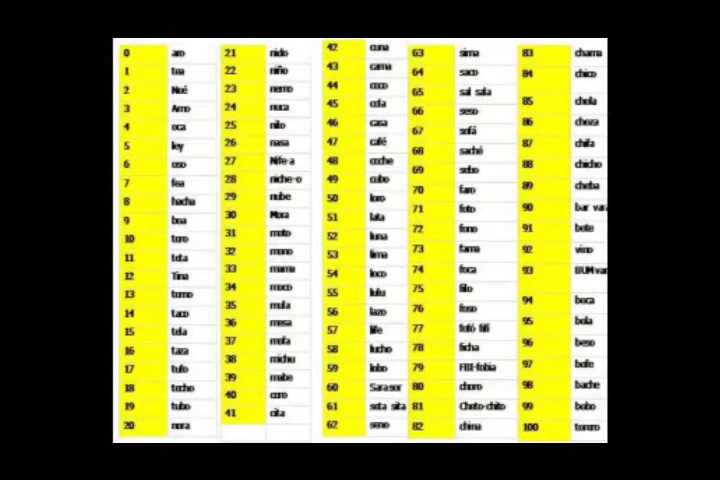 0 aro
1 tea
2 Noé
3 Amo
4 oca
5 ley
6 oso
7 fea
8 hacha
9 boa
10 toro
11 teta
12 Tina
13 tomo
14 taco
15 tela
16 taza
17 tufo
18 techo
19 tubo
20 nora
21 nido
22 niño
23 nemo
24 nuca
25 nilo
26 nasa
27 Nife-a
28 niche-o
29 nube
30 Mora
31 moto
32 mono
33 mamu
34 moco
35 mula
36 mesa
37 mofa
38 michu
39 mabe
40 coro
41 cita
42 cuna
43 cama
44 coco
45 cola
46 casa
47 café
48 coche
49 cubo
50 loro
51 lata
52 luna
53 lima
54 loco
55 lulu
56 lazo
57 life
58 lucho
59 lobo
60 Sarasor
61 seta sita
62 seno
63 sima
64 saco
65 sal sala
66 seso
67 sofá
68 saché
69 sebo
70 faro
71 foto
72 fono
73 fama
74 foca
75 filo
76 foso
77 fofó fifi
78 ficha
79 FBI-fobia
80 choro
81 Choto-chito
82 china
83 chama
84 chico
85 chola
86 choza
87 chifa
88 chicho
89 cheba
90 bar vara
91 bote
92 vino
93 BUM var
94 boca
95 bola
96 beso
97 bofe
98 bache
99 bobo
100 tororo